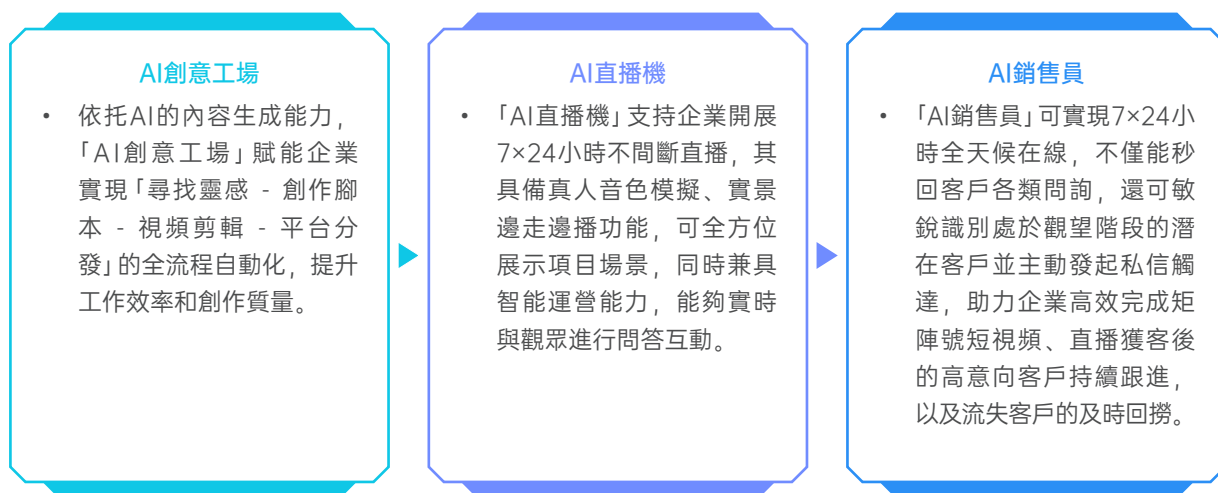 AI創意工場
• 依托AI的內容生成能力，
「AI創意工場」賦能企業
實現「尋找靈感 - 創作腳
本 - 視頻剪輯 - 平台分
發」的全流程自動化，提升
工作效率和創作質量。
AI直播機
• 「AI直播機」支持企業開展
7×24小時不間斷直播，其
具備真人音色模擬、實景
邊走邊播功能，可全方位
展示項目場景，同時兼具
智能運營能力，能夠實時
與觀眾進行問答互動。
AI銷售員
• 「AI銷售員」可實現7×24小
時全天候在線，不僅能秒
回客戶各類問詢，還可敏
銳識別處於觀望階段的潛
在客戶並主動發起私信觸
達，助力企業高效完成矩
陣號短視頻、直播獲客後
的高意向客戶持續跟進，
以及流失客戶的及時回撈。